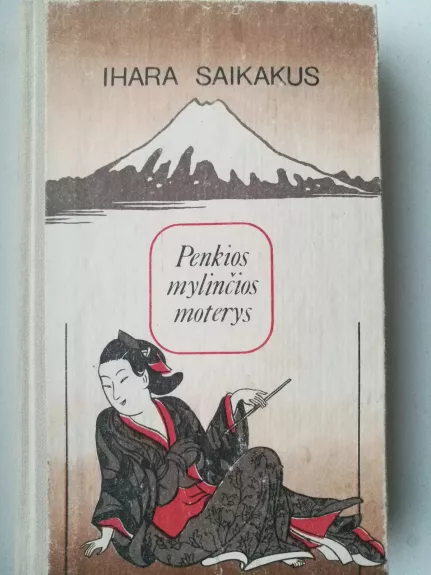 IHARA SAIKAKUS
Penkios
mylinčios
moterys